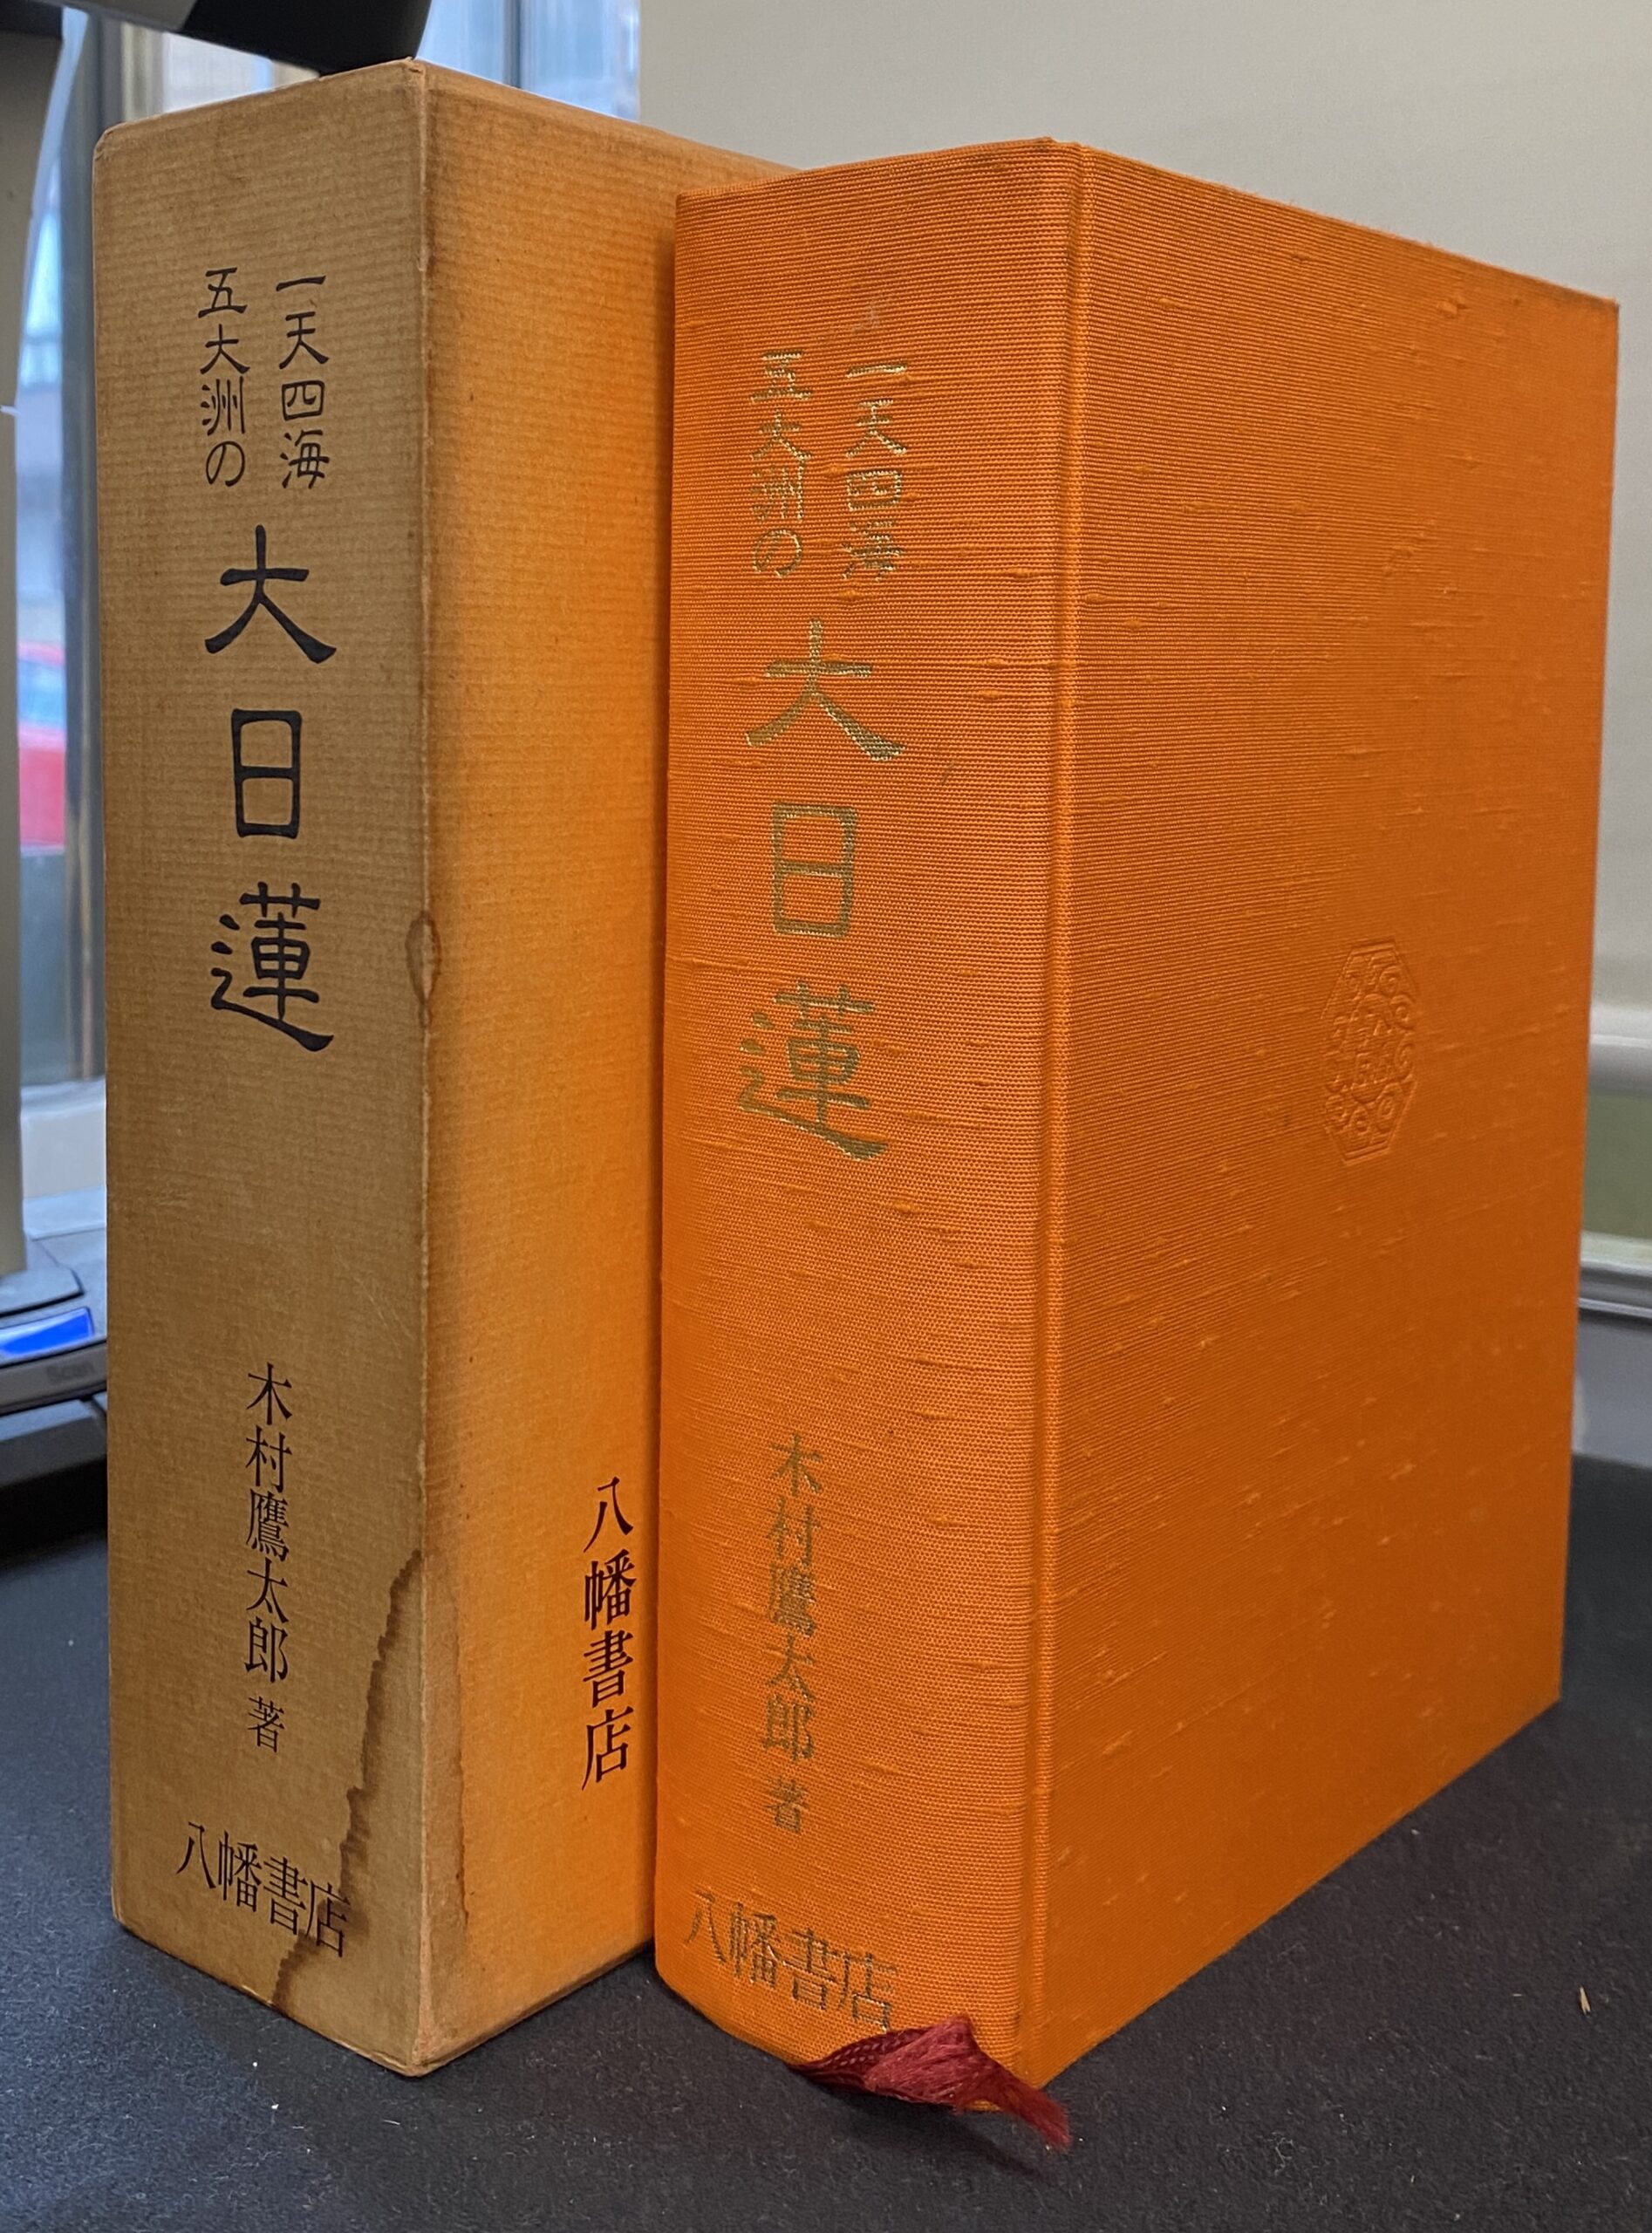 一天四海
五大洲の
大日蓮
木村鷹太郎 著
八幡書店
八幡書店
一天四海
五大洲の
大日蓮
木村鷹太郎 著
八幡書店